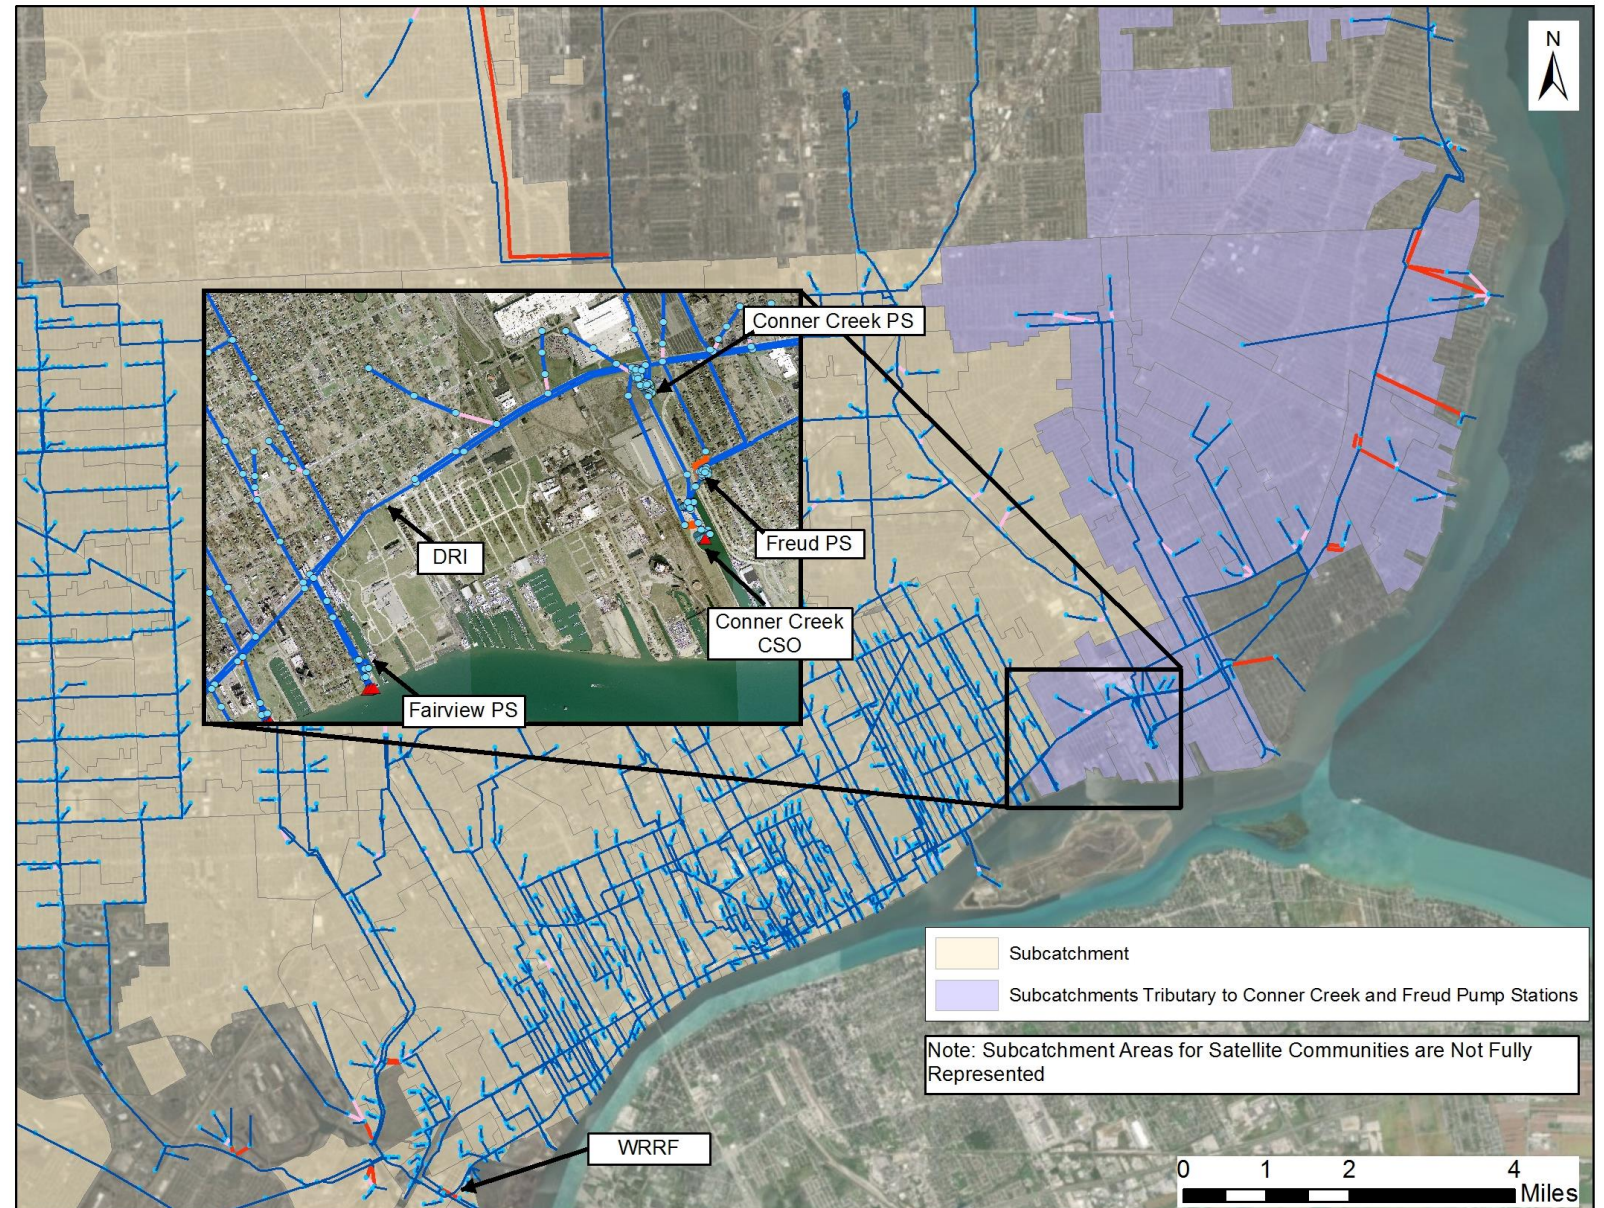 N
Conner Creek PS
DRI
Freud PS
Conner Creek
CSO
Fairview PS
Subcatchment
Subcatchments Tributary to Conner Creek and Freud Pump Stations
Note: Subcatchment Areas for Satellite Communities are Not Fully
Represented
WRRF
0 1 2 4
Miles